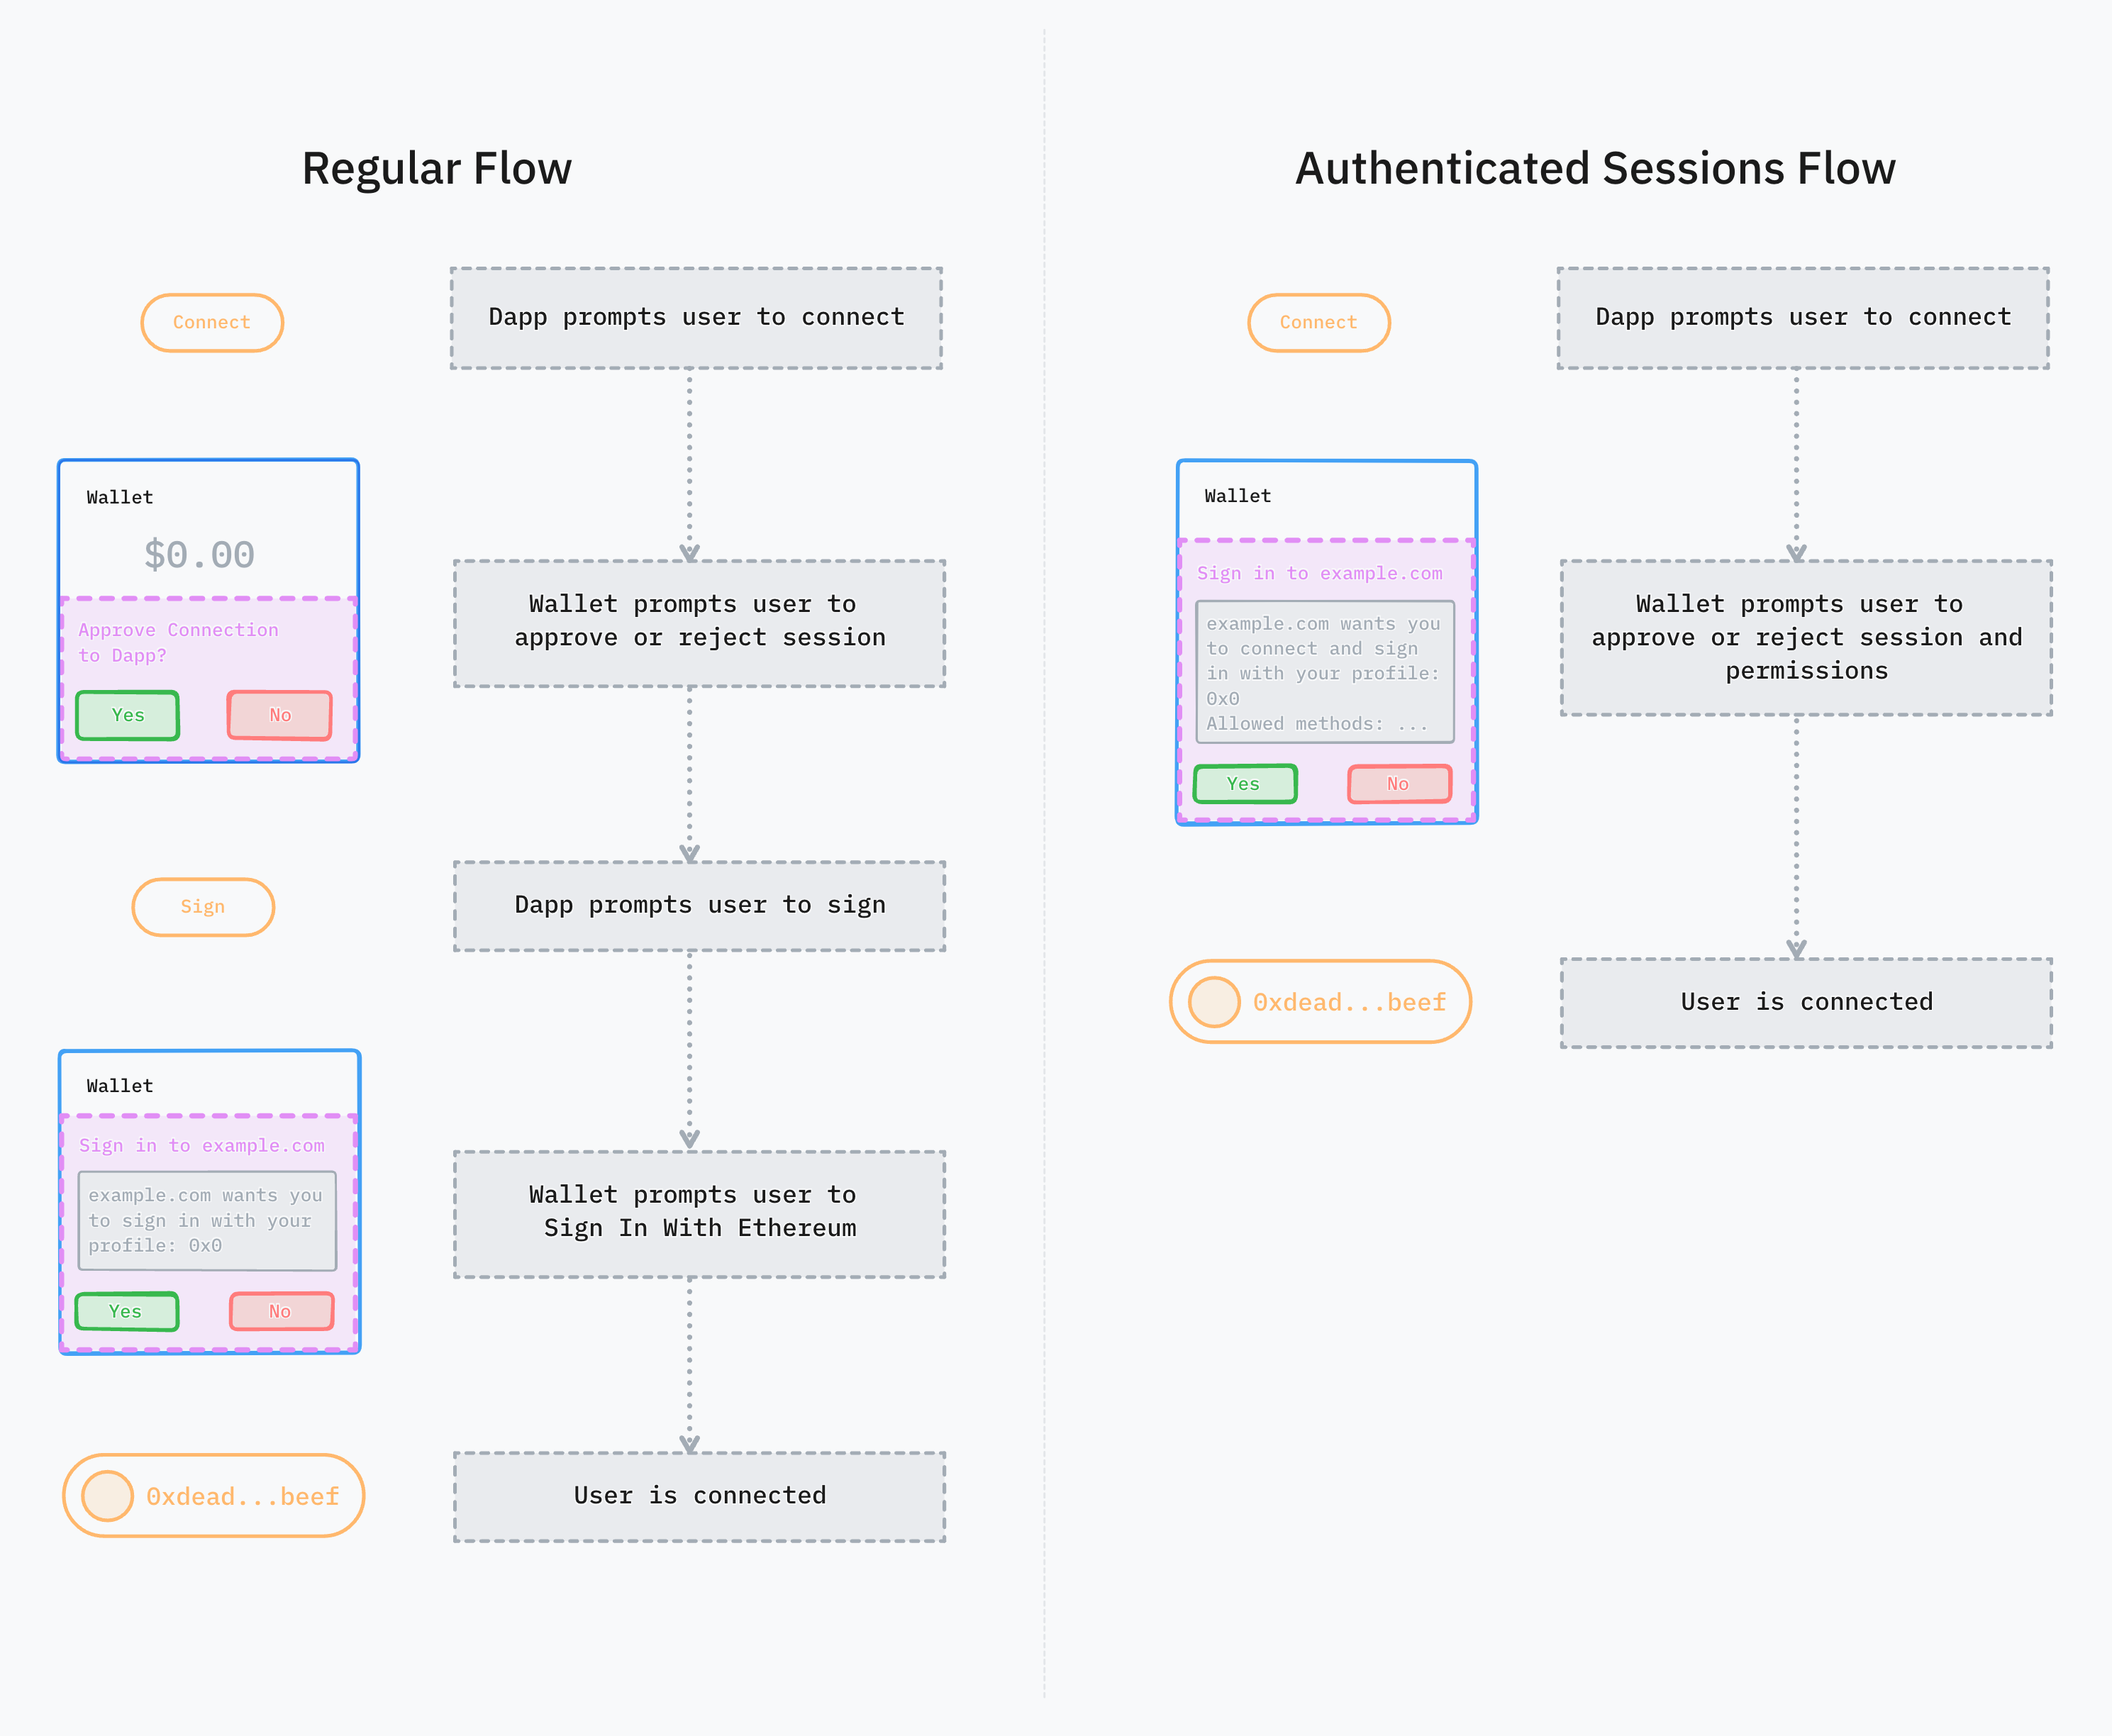 Regular Flow
Connect
Dapp prompts user to connect
Wallet
$0.00
Approve Connection
to Dapp?
Yes
No
Wallet prompts user to
approve or reject session
Sign
Dapp prompts user to sign
Wallet
Sign in to example.com
example.com wants you
to sign in with your
profile: 0x0
Yes
No
Wallet prompts user to
Sign In With Ethereum
0xdead...beef
User is connected
Authenticated Sessions Flow
Connect
Dapp prompts user to connect
Wallet
Sign in to example.com
example.com wants you
to connect and sign
in with your profile:
0x0
Allowed methods: ...
Yes
No
Wallet prompts user to
approve or reject session and
permissions
0xdead...beef
User is connected